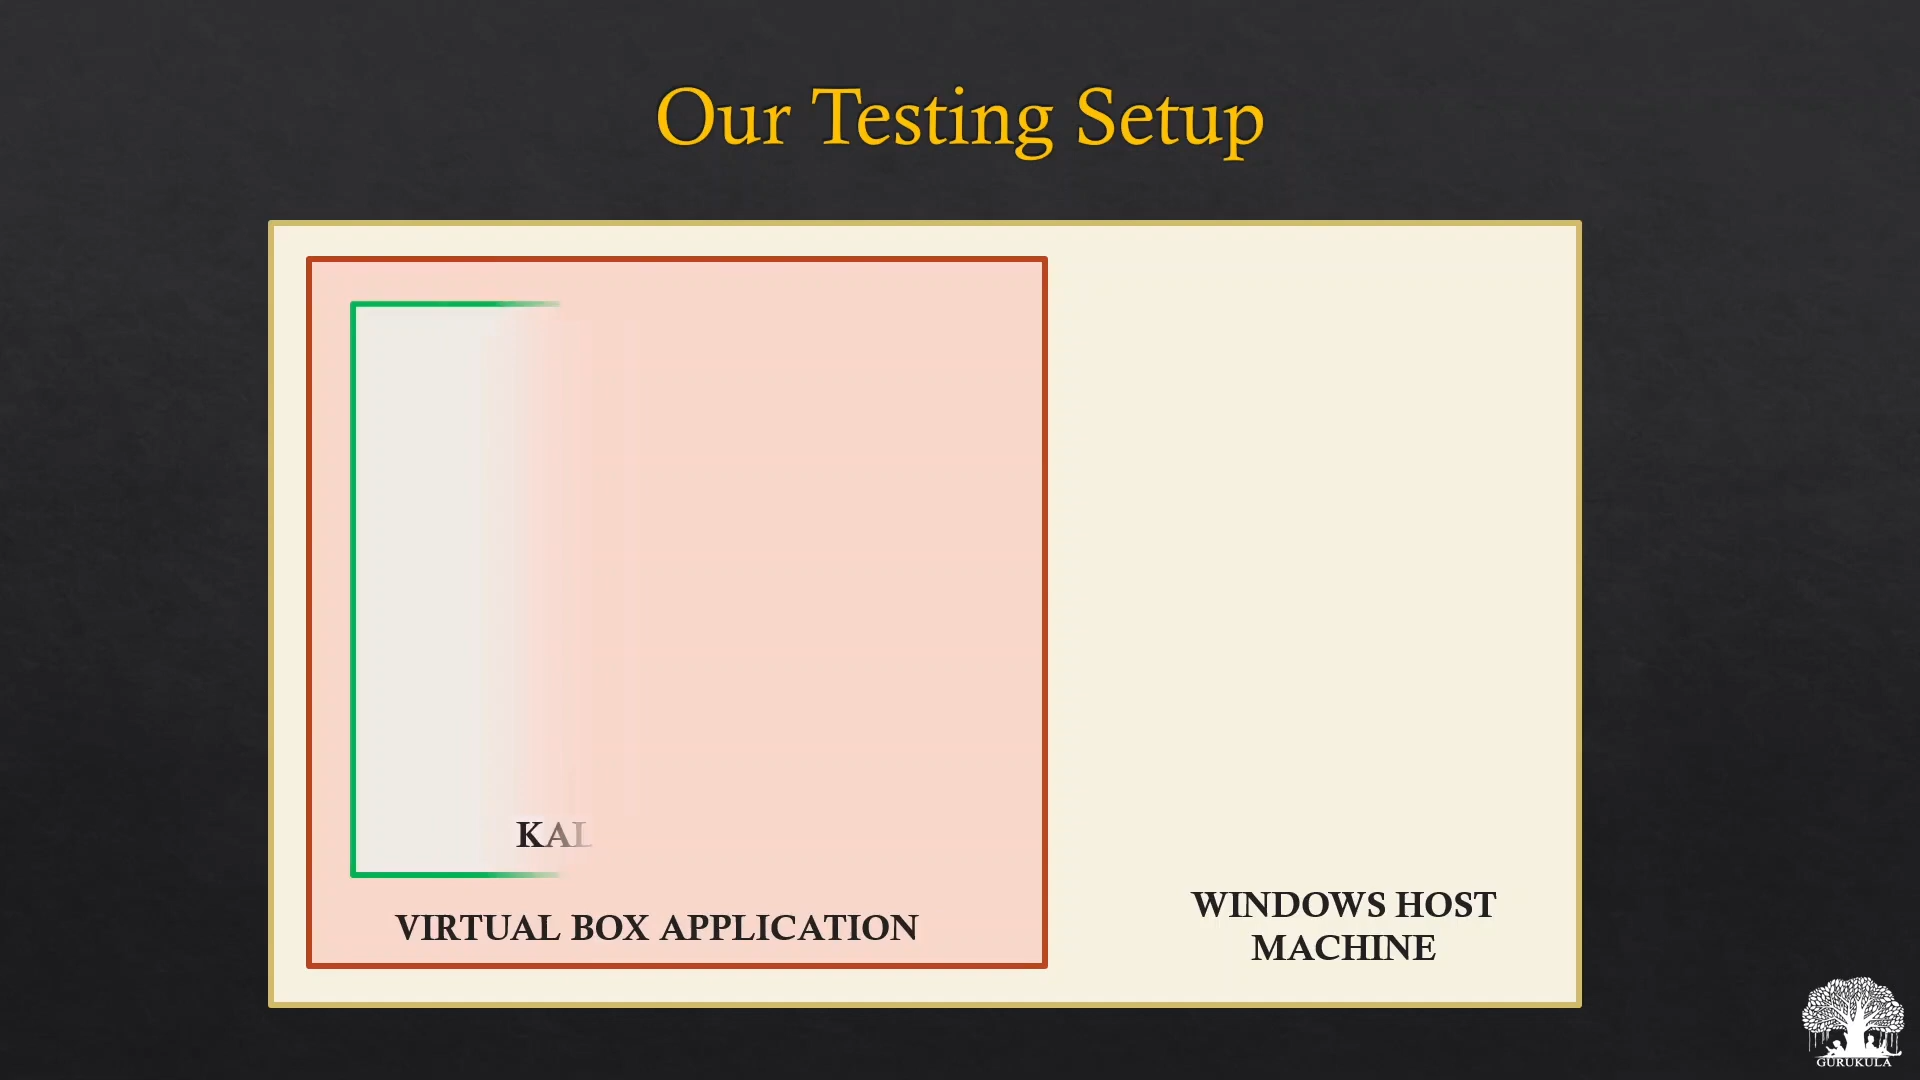 Our Testing Setup
KAL
VIRTUAL BOX APPLICATION
WINDOWS HOST
MACHINE
GURUKULA